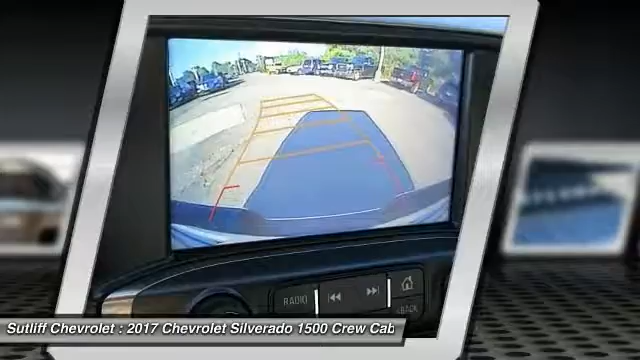 RADIO
BACK
Sutliff Chevrolet : 2017 Chevrolet Silverado 1500 Crew Cab